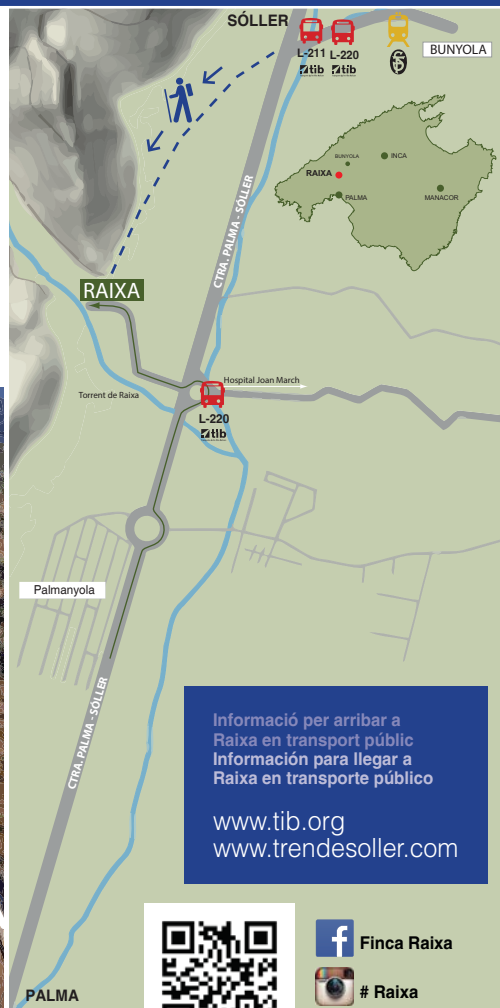 SÓLLER
L-211
L-220
tib
tib
BUNYOLA
BUNYOLA
INCA
RAIXA
PALMA
MANACOR
CTRA. PALMA - SÓLLER
RAIXA
Torrent de Raixa
Hospital Joan March
L-220
tib
Palmanyola
CTRA. PALMA - SÓLLER
Informació per arribar a
Raixa en transport públic
Información para llegar a
Raixa en transporte público
www.tib.org
www.trendesoller.com
Finca Raixa
# Raixa
PALMA